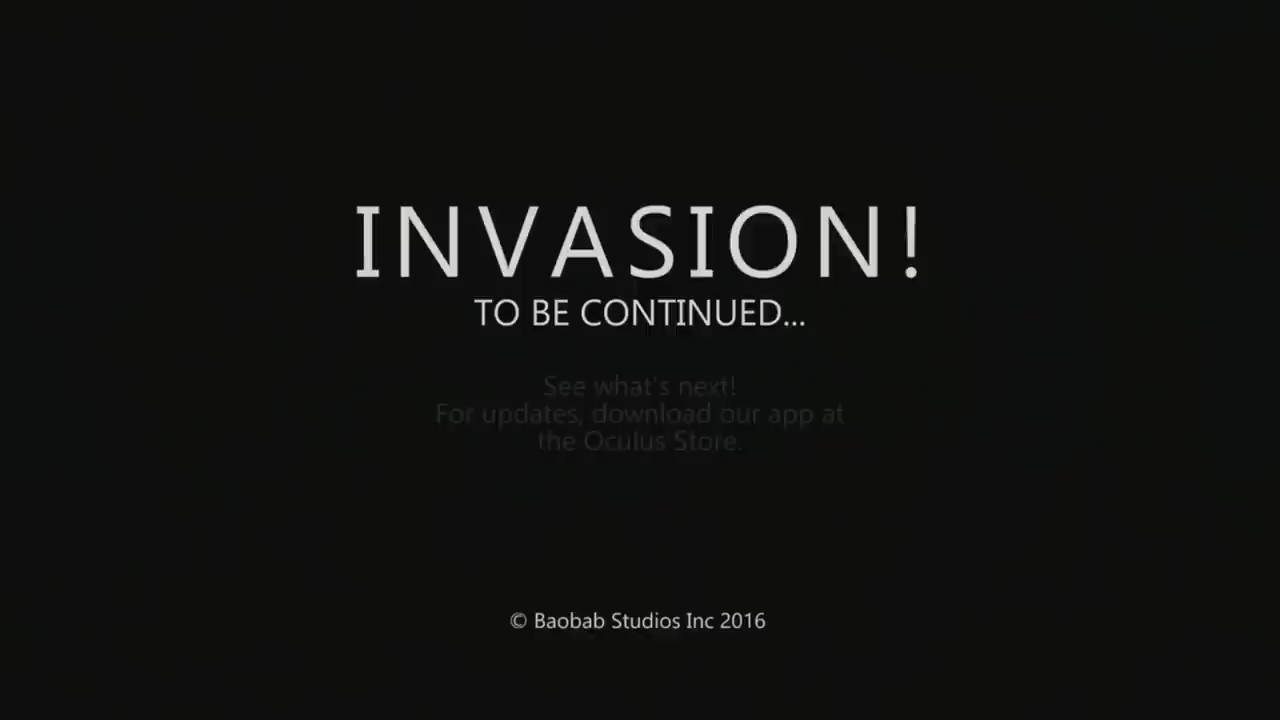 INVASION!
TO BE CONTINUED...
See what's next!
For updates, download our app at
the Oculus Store.
© Baobab Studios Inc 2016